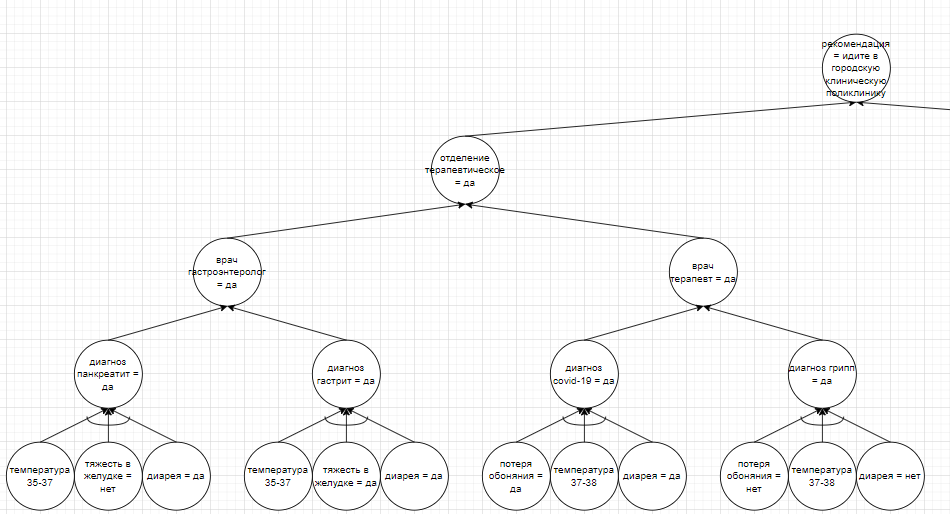 рекомендация
= идите в
городскую
клиническую
поликлинику
отделение
терапевтическое
= да
врач
гастроэнтеролог
= да
врач
терапевт = да
диагноз
панкреатит =
да
диагноз
гастрит = да
диагноз
covid-19 = да
диагноз грипп
= да
температура
35-37
тяжесть в
желудке =
нет
диарея = да
температура
35-37
тяжесть в
желудке = да
диарея = да
потеря
обоняния =
да
температура
37-38
диарея = да
потеря
обоняния =
нет
температура
37-38
диарея = нет